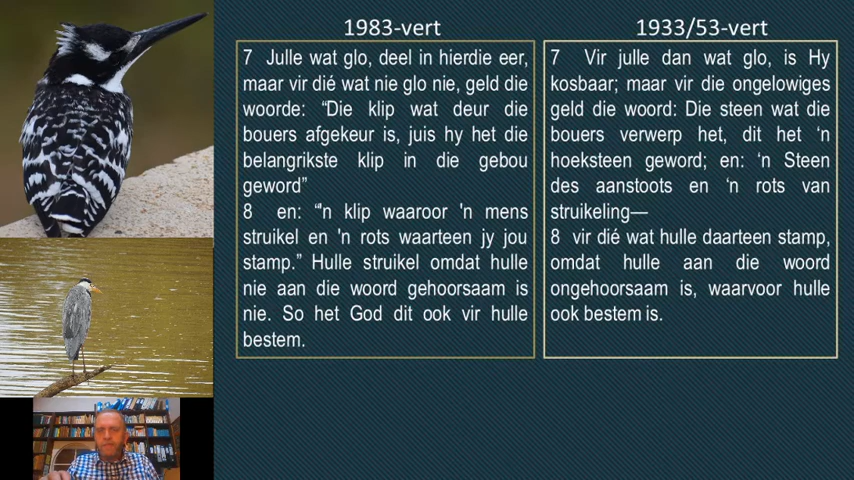 1983-vert
7 Julle wat glo, deel in hierdie eer,
maar vir dié wat nie glo nie, geld die
woorde: “Die klip wat deur die
bouers afgekeur is, juis hy het die
belangrikste klip in die gebou
geword”
8 en: “'n klip waaroor 'n mens
struikel en 'n rots waarteen jy jou
stamp.” Hulle struikel omdat hulle
nie aan die woord gehoorsaam is
nie. So het God dit ook vir hulle
bestem.
1933/53-vert
7 Vir julle dan wat glo, is Hy
kosbaar; maar vir die ongelowiges
geld die woord: Die steen wat die
bouers verwerp het, dit het ‘n
hoeksteen geword; en: ‘n Steen
des aanstoots en ‘n rots van
struikeling—
8 vir dié wat hulle daarteen stamp,
omdat hulle aan die woord
ongehoorsaam is, waarvoor hulle
ook bestem is.